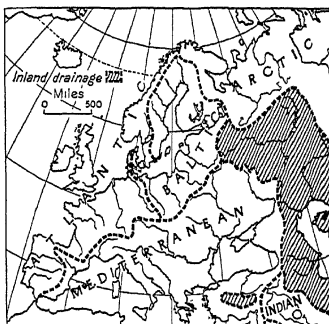 Inland drainage
Miles
0 500
ARCTIC
ATLANTIC
BALTIC
MEDITERRANEAN
INDIAN